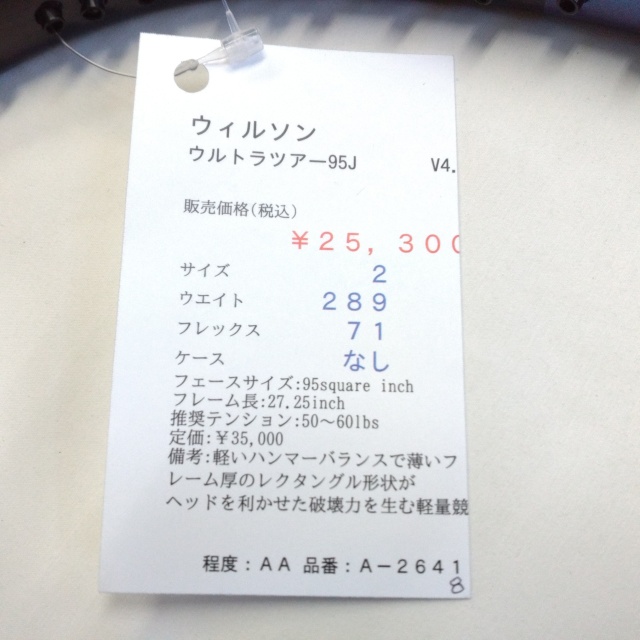 ウィルソン
ウルトラツアー95J V4.
販売価格(税込)
￥25,300
サイズ 2
ウエイト 289
フレックス 71
ケース なし
フェースサイズ:95square inch
フレーム長:27.25inch
推奨テンション:50～60lbs
定価:￥35,000
備考:軽いハンマーバランスで薄いフ
レーム厚のレクタングル形状が
ヘッドを利かせた破壊力を生む軽量競
程度：AA 品番：A－2641
8